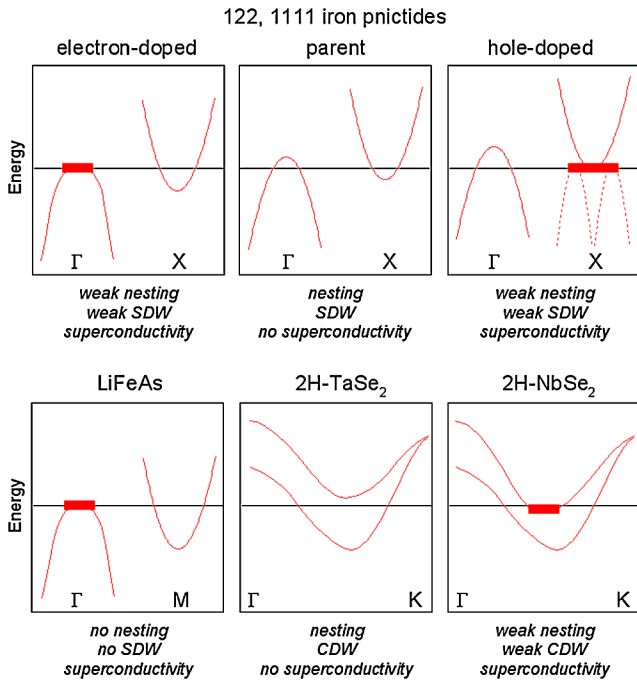 122, 1111 iron pnictides
electron-doped
parent
hole-doped
Energy
Γ X
Γ X
Γ X
weak nesting
weak SDW
superconductivity
nesting
SDW
no superconductivity
weak nesting
weak SDW
superconductivity
LiFeAs
2H-TaSe₂
2H-NbSe₂
Energy
Γ M
Γ K
Γ K
no nesting
no SDW
superconductivity
nesting
CDW
no superconductivity
weak nesting
weak CDW
superconductivity